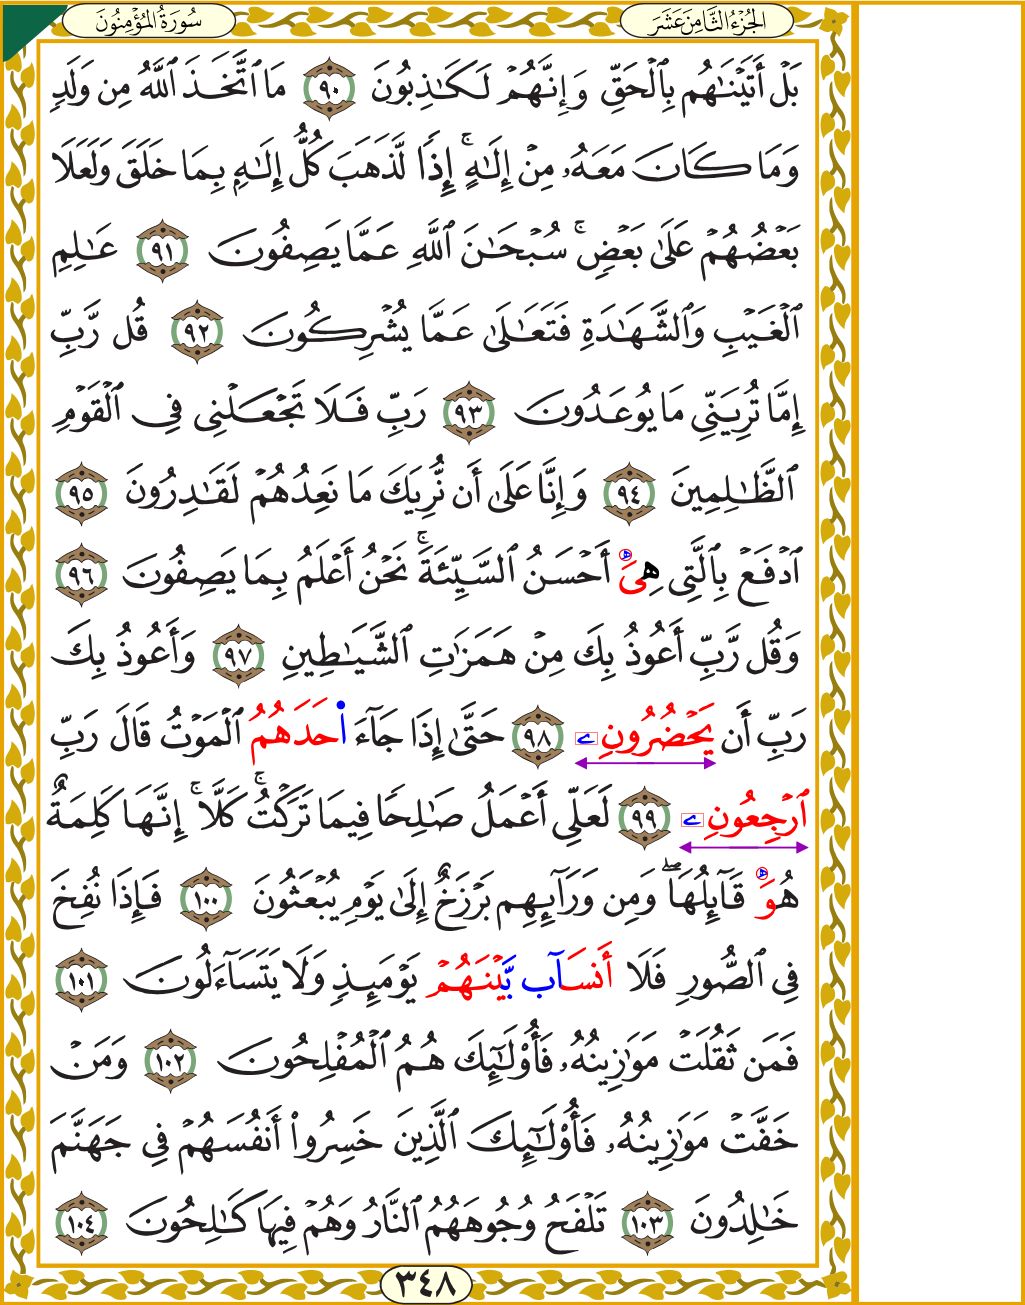 الجُزْءُ الثَّامِنَ عَشَرَ
سُورَةُ المُؤْمِنُونَ
بَلْ أَتَيْنَٰهُم بِٱلْحَقِّ وَإِنَّهُمْ لَكَٰذِبُونَ ٩٠ مَا ٱتَّخَذَ ٱللَّهُ مِن وَلَدٍ
وَمَا كَانَ مَعَهُۥ مِنْ إِلَٰهٍ ۚ إِذًا لَّذَهَبَ كُلُّ إِلَٰهٍۭ بِمَا خَلَقَ وَلَعَلَا
بَعْضُهُمْ عَلَىٰ بَعْضٍ ۚ سُبْحَٰنَ ٱللَّهِ عَمَّا يَصِفُونَ ٩١ عَٰلِمِ
ٱلْغَيْبِ وَٱلشَّهَٰدَةِ فَتَعَٰلَىٰ عَمَّا يُشْرِكُونَ ٩٢ قُل رَّبِّ
إِمَّا تُرِيَنِّى مَا يُوعَدُونَ ٩٣ رَبِّ فَلَا تَجْعَلْنِى فِى ٱلْقَوْمِ
ٱلظَّٰلِمِينَ ٩٤ وَإِنَّا عَلَىٰٓ أَن نُّرِيَكَ مَا نَعِدُهُمْ لَقَٰدِرُونَ ٩٥
ٱدْفَعْ بِٱلَّتِى هِىَ ه أَحْسَنُ ٱلسَّيِّئَةَ ۚ نَحْنُ أَعْلَمُ بِمَا يَصِفُونَ ٩٦
وَقُل رَّبِّ أَعُوذُ بِكَ مِنْ هَمَزَٰتِ ٱلشَّيَٰطِينِ ٩٧ وَأَعُوذُ بِكَ
رَبِّ أَن يَحْضُرُونِ ے ٩٨ حَتَّىٰٓ إِذَا جَآءَ احَدَهُمُ ٱلْمَوْتُ قَالَ رَبِّ
ٱرْجِعُونِ ے ٩٩ لَعَلِّىٓ أَعْمَلُ صَٰلِحًا فِيمَا تَرَكْتُ ۚ كَلَّآ ۚ إِنَّهَا كَلِمَةٌ
هُوَ ه قَآئِلُهَا ۖ وَمِن وَرَآئِهِم بَرْزَخٌ إِلَىٰ يَوْمِ يُبْعَثُونَ ١٠٠ فَإِذَا نُفِخَ
فِى ٱلصُّورِ فَلَآ أَنسَآب بَّيْنَهُمْ يَوْمَئِذٍ وَلَا يَتَسَآءَلُونَ ١٠١
فَمَن ثَقُلَتْ مَوَٰزِينُهُۥ فَأُو۟لَٰٓئِكَ هُمُ ٱلْمُفْلِحُونَ ١٠٢ وَمَنْ
خَفَّتْ مَوَٰزِينُهُۥ فَأُو۟لَٰٓئِكَ ٱلَّذِينَ خَسِرُوٓا۟ أَنفُسَهُمْ فِى جَهَنَّمَ
خَٰلِدُونَ ١٠٣ تَلْفَحُ وُجُوهَهُمُ ٱلنَّارُ وَهُمْ فِيهَا كَٰلِحُونَ ١٠٤
٣٤٨